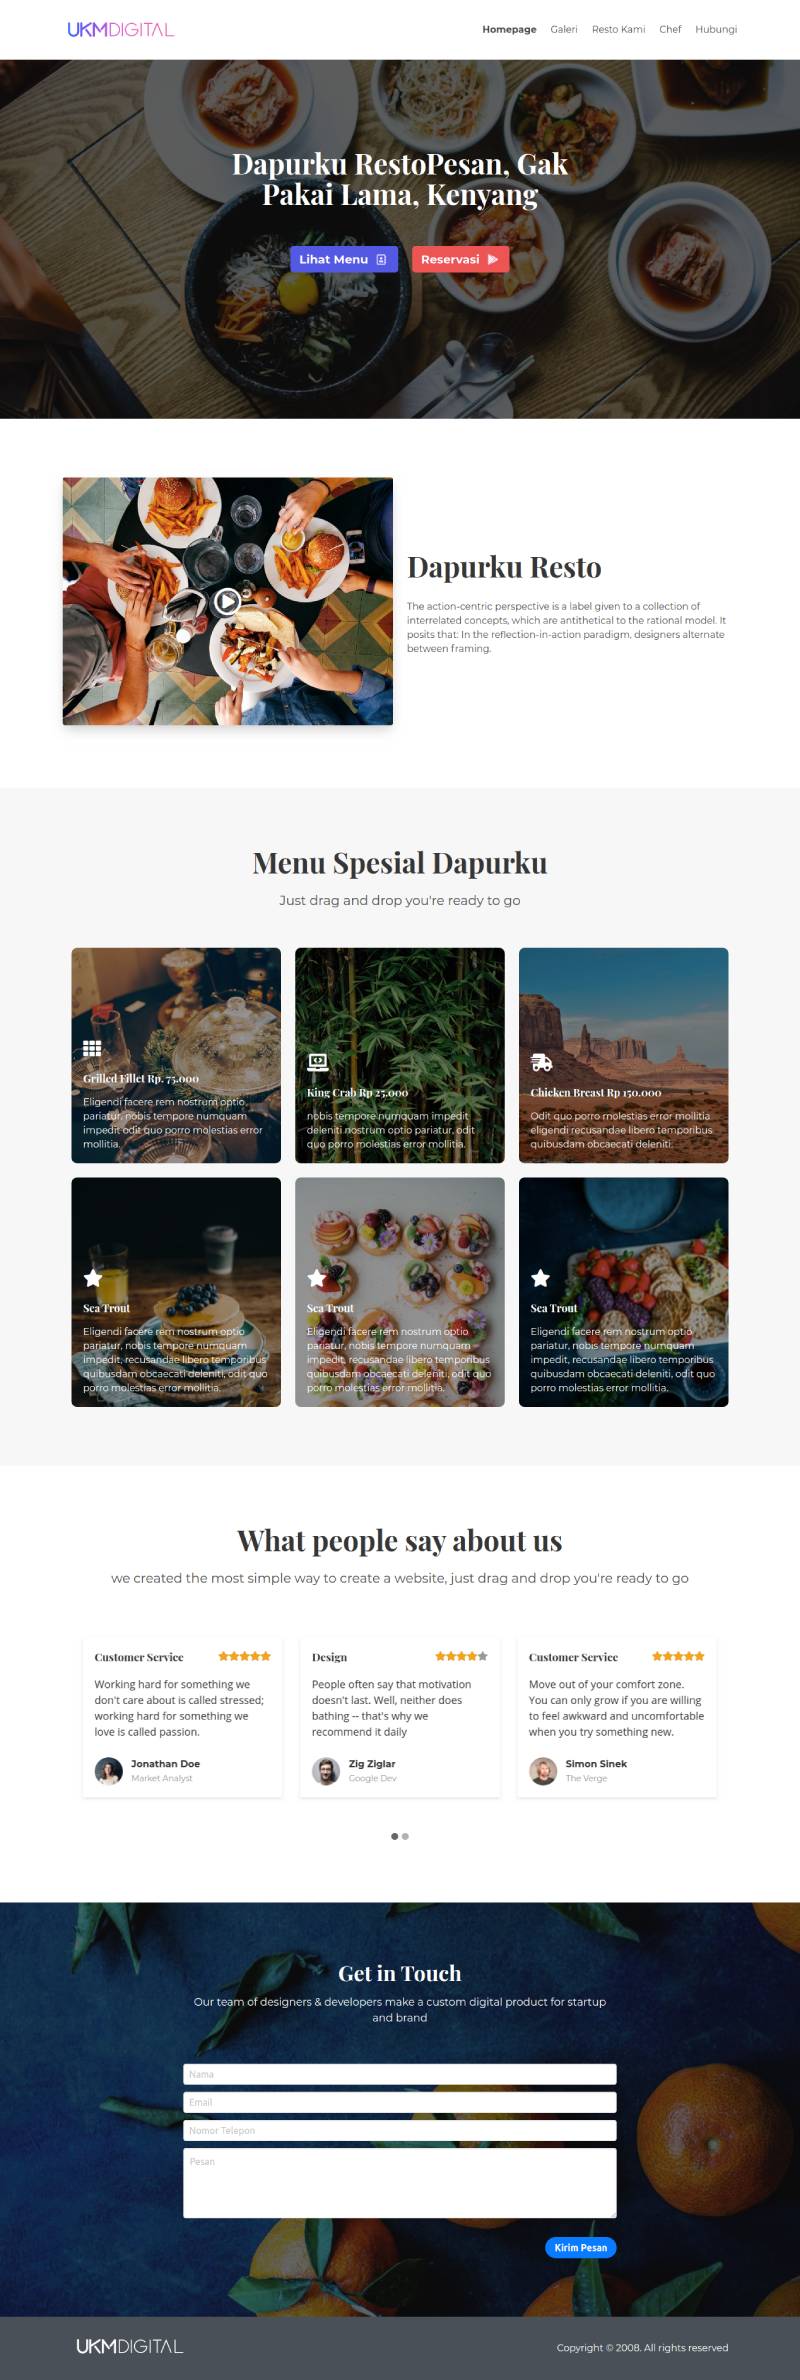 UKMDIGITAL
Homepage Galeri Resto Kami Chef Hubungi
Dapurku RestoPesan, Gak
Pakai Lama, Kenyang
Lihat Menu Reservasi
Dapurku Resto
The action-centric perspective is a label given to a collection of
interrelated concepts, which are antithetical to the rational model. It
posits that: In the reflection-in-action paradigm, designers alternate
between framing.
Menu Spesial Dapurku
Just drag and drop you're ready to go
Grilled Fillet Rp. 75.000
Eligendi facere rem nostrum optio
pariatur, nobis tempore numquam
impedit odit quo porro molestias error
mollitia.
King Crab Rp 25.000
nobis tempore numquam impedit
deleniti nostrum optio pariatur, odit
quo porro molestias error mollitia.
Chicken Breast Rp 150.000
Odit quo porro molestias error mollitia
eligendi recusandae libero temporibus
quibusdam obcaecati deleniti.
Sea Trout
Eligendi facere rem nostrum optio
pariatur, nobis tempore numquam
impedit, recusandae libero temporibus
quibusdam obcaecati deleniti, odit quo
porro molestias error mollitia.
Sea Trout
Eligendi facere rem nostrum optio
pariatur, nobis tempore numquam
impedit, recusandae libero temporibus
quibusdam obcaecati deleniti, odit quo
porro molestias error mollitia.
Sea Trout
Eligendi facere rem nostrum optio
pariatur, nobis tempore numquam
impedit, recusandae libero temporibus
quibusdam obcaecati deleniti, odit quo
porro molestias error mollitia.
What people say about us
we created the most simple way to create a website, just drag and drop you're ready to go
Customer Service
Working hard for something we
don't care about is called stressed;
working hard for something we
love is called passion.
Jonathan Doe
Market Analyst
Design
People often say that motivation
doesn't last. Well, neither does
bathing -- that's why we
recommend it daily
Zig Ziglar
Google Dev
Customer Service
Move out of your comfort zone.
You can only grow if you are willing
to feel awkward and uncomfortable
when you try something new.
Simon Sinek
The Verge
Get in Touch
Our team of designers & developers make a custom digital product for startup
and brand
Nama
Email
Nomor Telepon
Pesan
Kirim Pesan
UKMDIGITAL
Copyright © 2008. All rights reserved